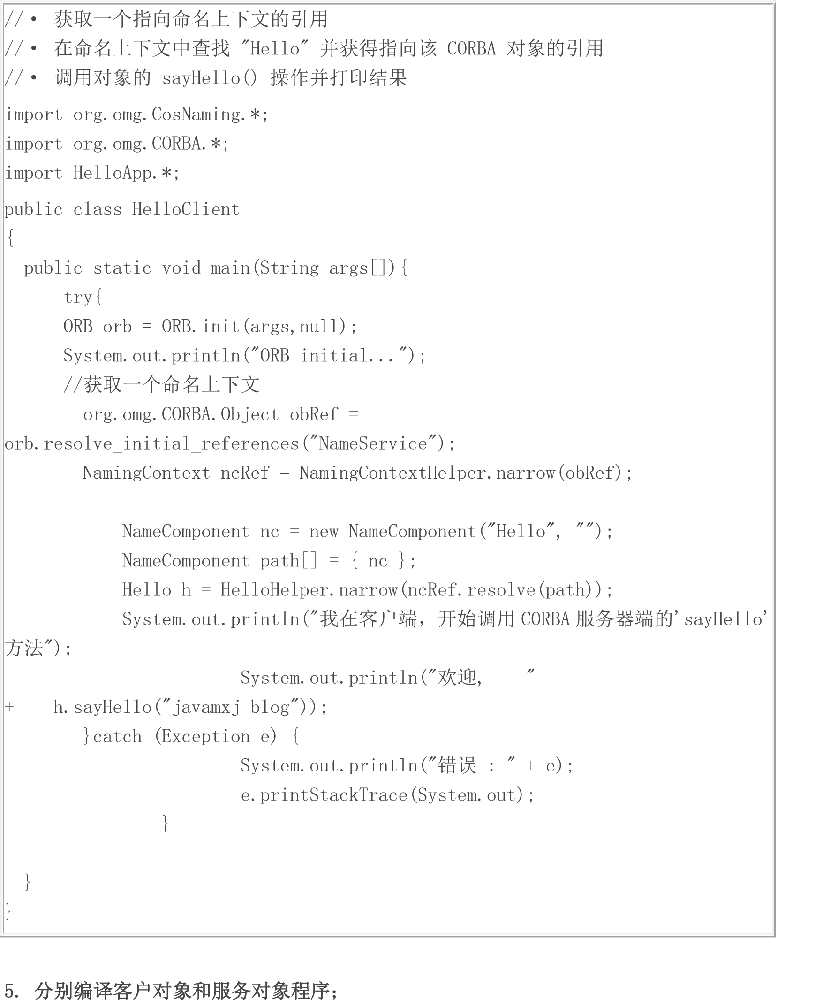 //· 获取一个指向命名上下文的引用
//· 在命名上下文中查找 "Hello" 并获得指向该 CORBA 对象的引用
//· 调用对象的 sayHello() 操作并打印结果
import org.omg.CosNaming.*;
import org.omg.CORBA.*;
import HelloApp.*;
public class HelloClient
{
  public static void main(String args[]){
      try{
      ORB orb = ORB.init(args,null);
      System.out.println("ORB initial...");
      //获取一个命名上下文
        org.omg.CORBA.Object obRef =
orb.resolve_initial_references("NameService");
        NamingContext ncRef = NamingContextHelper.narrow(obRef);
            NameComponent nc = new NameComponent("Hello", "");
            NameComponent path[] = { nc };
            Hello h = HelloHelper.narrow(ncRef.resolve(path));
            System.out.println("我在客户端，开始调用 CORBA 服务器端的'sayHello'
方法");
                        System.out.println("欢迎,    "
+    h.sayHello("javamxj blog"));
        }catch (Exception e) {
                        System.out.println("错误 : " + e);
                        e.printStackTrace(System.out);
                }
  }
}
5. 分别编译客户对象和服务对象程序；